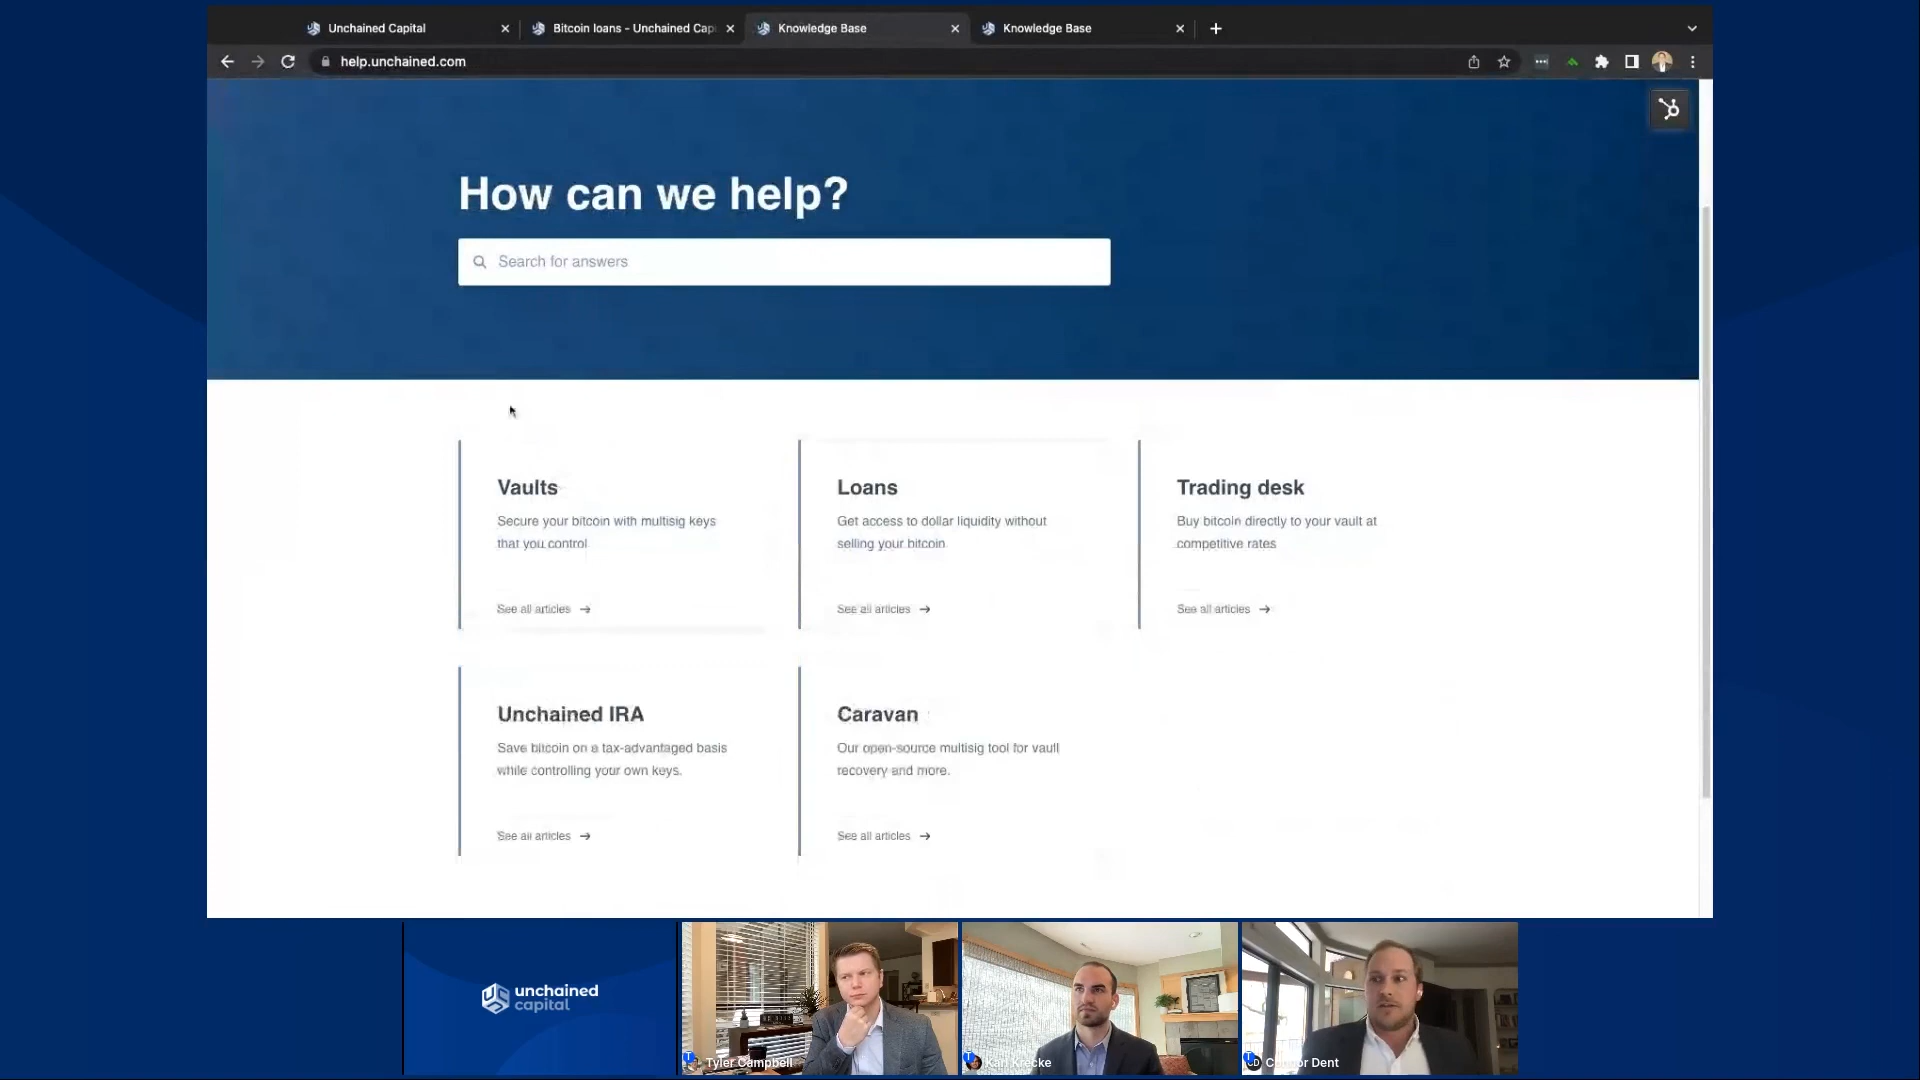 Unchained Capital
Bitcoin loans - Unchained Cap
Knowledge Base
Knowledge Base
help.unchained.com
How can we help?
Search for answers
Vaults
Secure your bitcoin with multisig keys
that you control
See all articles →
Loans
Get access to dollar liquidity without
selling your bitcoin
See all articles →
Trading desk
Buy bitcoin directly to your vault at
competitive rates
See all articles →
Unchained IRA
Save bitcoin on a tax-advantaged basis
while controlling your own keys.
See all articles →
Caravan
Our open-source multisig tool for vault
recovery and more.
See all articles →
unchained
capital
Tyler Campbell
Connor Dent